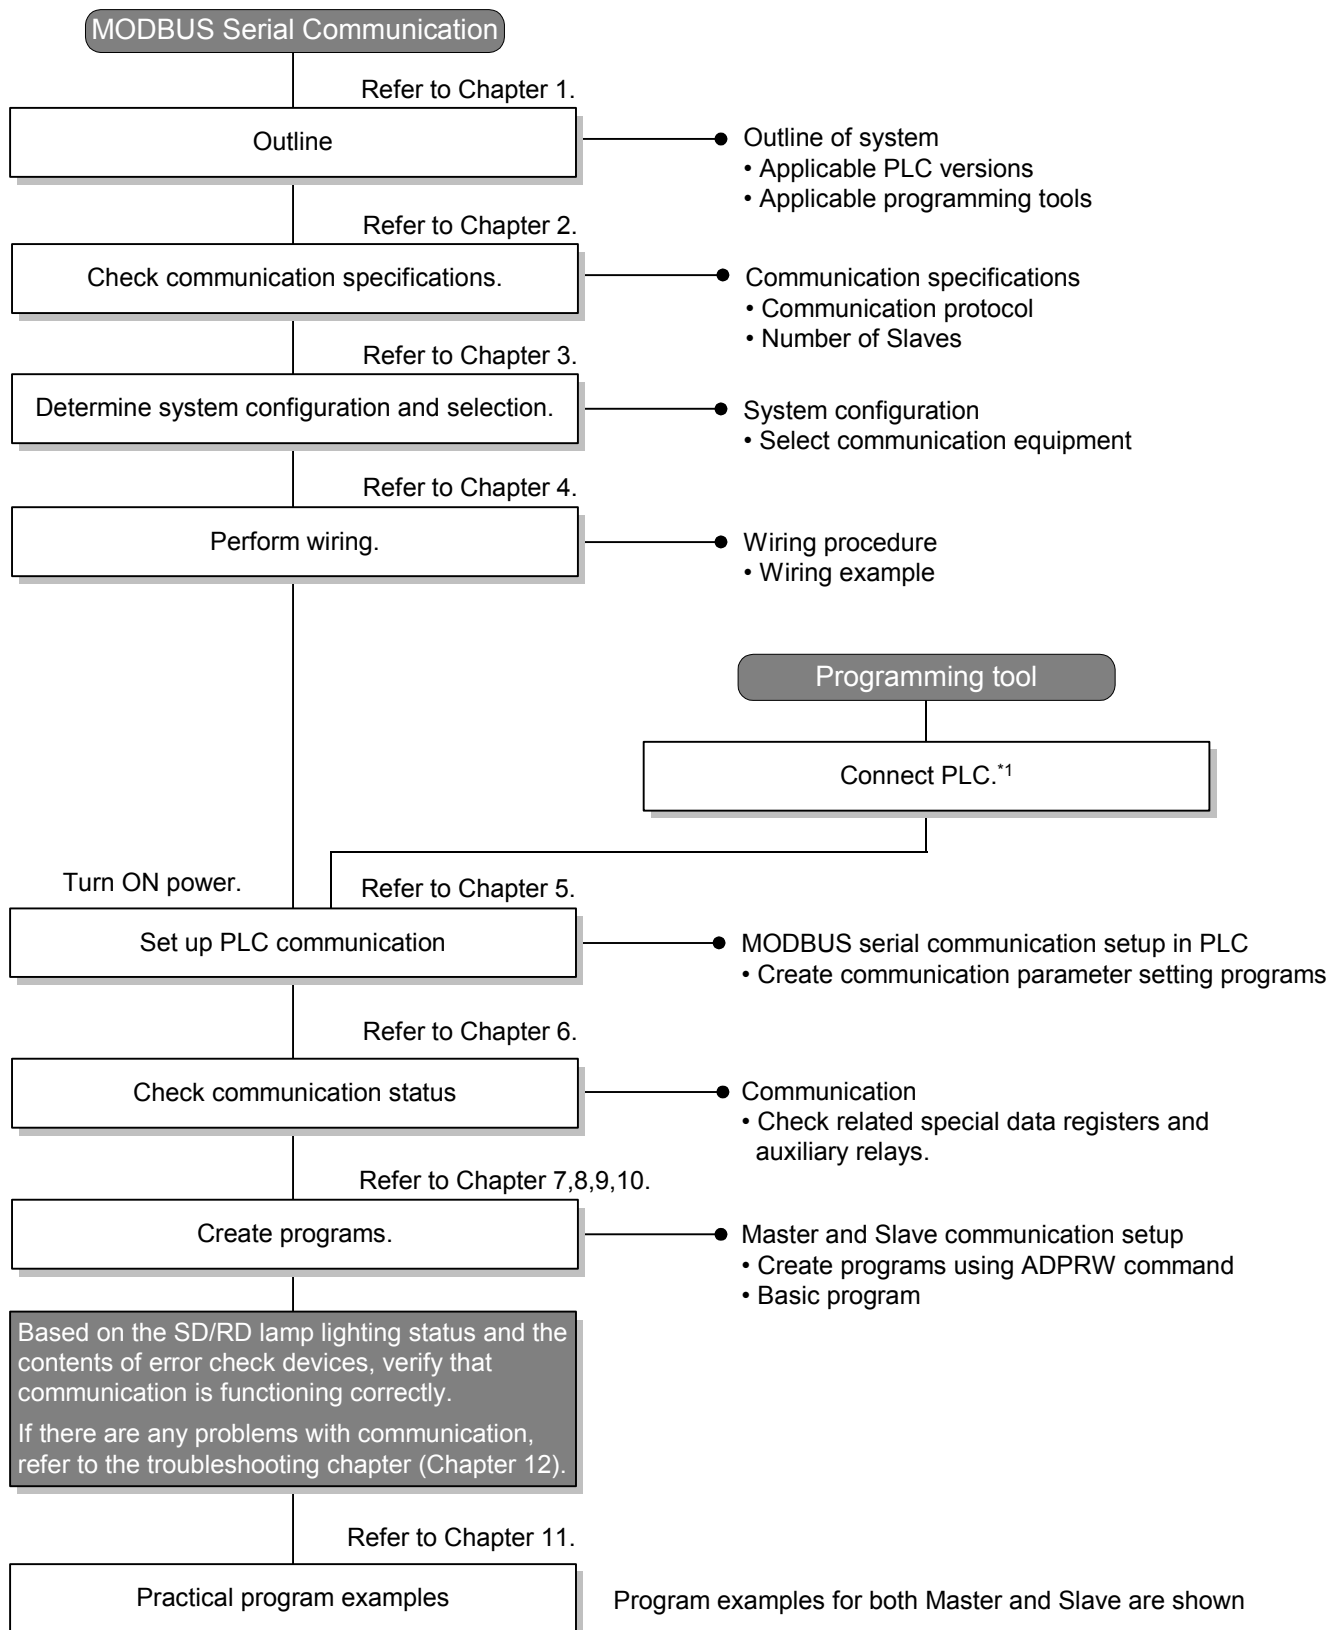 MODBUS Serial Communication
Refer to Chapter 1.
Outline
Outline of system
• Applicable PLC versions
• Applicable programming tools
Refer to Chapter 2.
Check communication specifications.
Communication specifications
• Communication protocol
• Number of Slaves
Refer to Chapter 3.
Determine system configuration and selection.
System configuration
• Select communication equipment
Refer to Chapter 4.
Perform wiring.
Wiring procedure
• Wiring example
Programming tool
Connect PLC.*1
Turn ON power.
Refer to Chapter 5.
Set up PLC communication
MODBUS serial communication setup in PLC
• Create communication parameter setting programs
Refer to Chapter 6.
Check communication status
Communication
• Check related special data registers and
auxiliary relays.
Refer to Chapter 7,8,9,10.
Create programs.
Master and Slave communication setup
• Create programs using ADPRW command
• Basic program
Based on the SD/RD lamp lighting status and the
contents of error check devices, verify that
communication is functioning correctly.
If there are any problems with communication,
refer to the troubleshooting chapter (Chapter 12).
Refer to Chapter 11.
Practical program examples
Program examples for both Master and Slave are shown